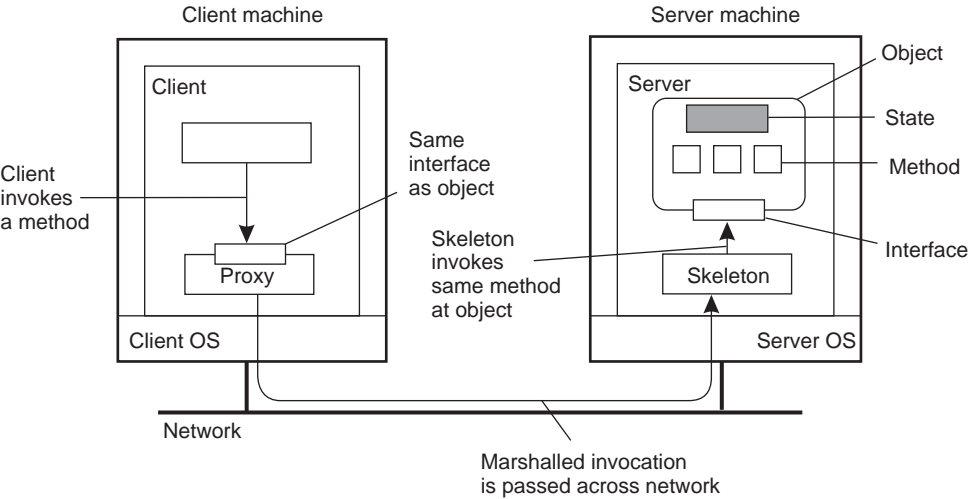 Client machine
Server machine
Object
Client
Server
State
Same
interface
as object
Method
Client
invokes
a method
Skeleton
invokes
same method
at object
Interface
Proxy
Skeleton
Client OS
Server OS
Network
Marshalled invocation
is passed across network